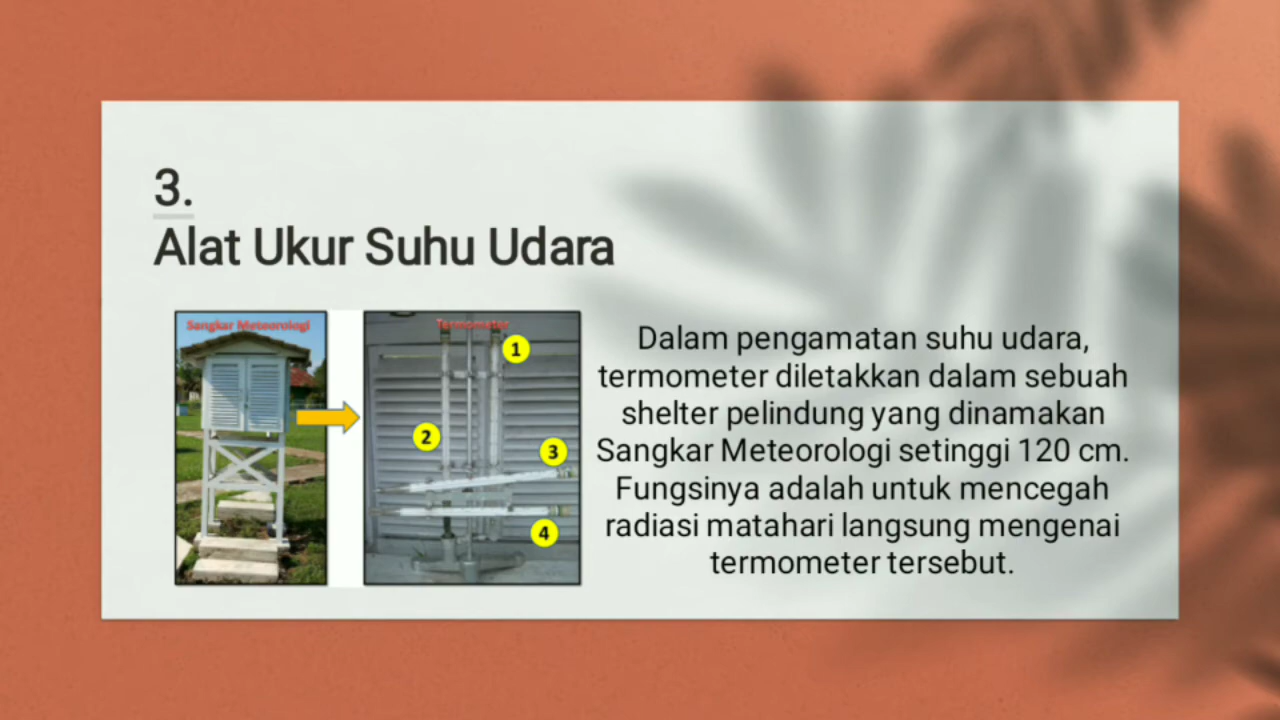 3.
Alat Ukur Suhu Udara
Sangkar Meteorologi
Termometer
1
2
3
4
Dalam pengamatan suhu udara,
termometer diletakkan dalam sebuah
shelter pelindung yang dinamakan
Sangkar Meteorologi setinggi 120 cm.
Fungsinya adalah untuk mencegah
radiasi matahari langsung mengenai
termometer tersebut.